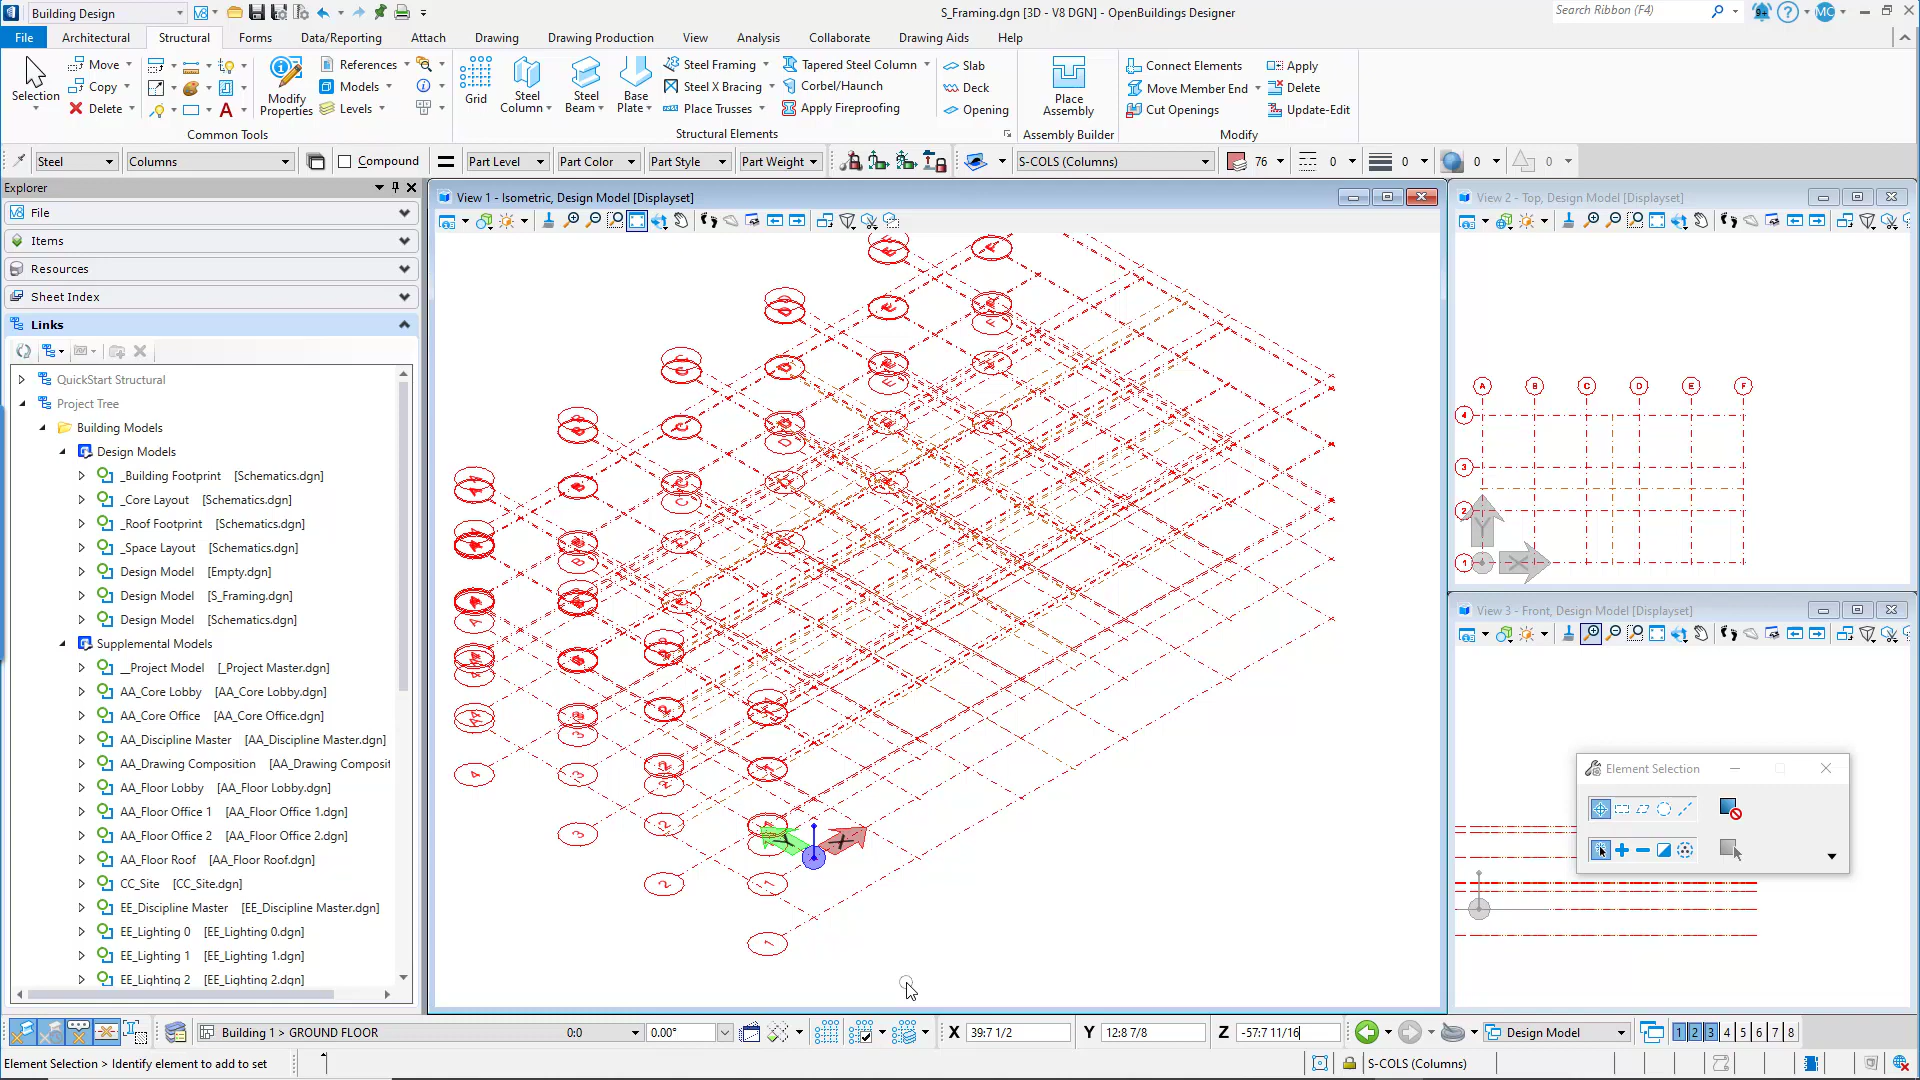 Building Design
S_Framing.dgn [3D - V8 DGN] - OpenBuildings Designer
Search Ribbon (F4)
9+
MC
File
Architectural
Structural
Forms
Data/Reporting
Attach
Drawing
Drawing Production
View
Analysis
Collaborate
Drawing Aids
Help
Selection
Move
Copy
Delete
Modify Properties
References
Models
Levels
Common Tools
Grid
Steel Column
Steel Beam
Base Plate
Steel Framing
Steel X Bracing
Place Trusses
Tapered Steel Column
Corbel/Haunch
Apply Fireproofing
Slab
Deck
Opening
Structural Elements
Place Assembly
Assembly Builder
Connect Elements
Move Member End
Cut Openings
Apply
Delete
Update-Edit
Modify
Steel
Columns
Compound
Part Level
Part Color
Part Style
Part Weight
S-COLS (Columns)
76
0
0
0
0
Explorer
File
Items
Resources
Sheet Index
Links
QuickStart Structural
Project Tree
Building Models
Design Models
_Building Footprint [Schematics.dgn]
_Core Layout [Schematics.dgn]
_Roof Footprint [Schematics.dgn]
_Space Layout [Schematics.dgn]
Design Model [Empty.dgn]
Design Model [S_Framing.dgn]
Design Model [Schematics.dgn]
Supplemental Models
__Project Model [_Project Master.dgn]
AA_Core Lobby [AA_Core Lobby.dgn]
AA_Core Office [AA_Core Office.dgn]
AA_Discipline Master [AA_Discipline Master.dgn]
AA_Drawing Composition [AA_Drawing Composit
AA_Floor Lobby [AA_Floor Lobby.dgn]
AA_Floor Office 1 [AA_Floor Office 1.dgn]
AA_Floor Office 2 [AA_Floor Office 2.dgn]
AA_Floor Roof [AA_Floor Roof.dgn]
CC_Site [CC_Site.dgn]
EE_Discipline Master [EE_Discipline Master.dgn]
EE_Lighting 0 [EE_Lighting 0.dgn]
EE_Lighting 1 [EE_Lighting 1.dgn]
EE_Lighting 2 [EE_Lighting 2.dgn]
View 1 - Isometric, Design Model [Displayset]
E
F
D
C
B
4
3
2
1
Y
X
View 2 - Top, Design Model [Displayset]
A B C D E F
4
3
2
1
Y
X
View 3 - Front, Design Model [Displayset]
Element Selection
Building 1 > GROUND FLOOR
0:0
0.00°
X 39:7 1/2
Y 12:8 7/8
Z -57:7 11/16
Design Model
1 2 3 4 5 6 7 8
Element Selection > Identify element to add to set
S-COLS (Columns)